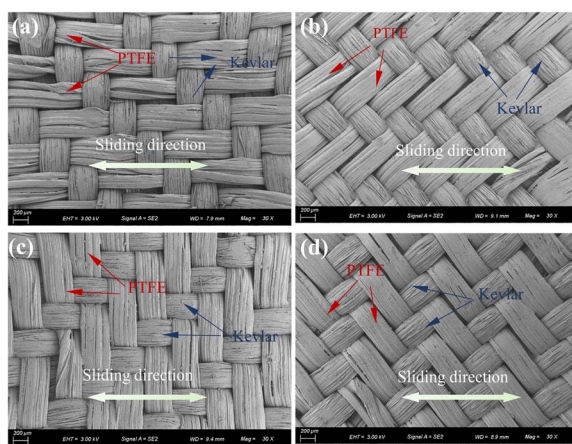 (a)
PTFE
Kevlar
Sliding direction
200 µm
EHT = 3.00 kV Signal A = SE2 WD = 7.9 mm Mag = 30 X
(b)
PTFE
Kevlar
Sliding direction
200 µm
EHT = 3.00 kV Signal A = SE2 WD = 9.1 mm Mag = 30 X
(c)
PTFE
Kevlar
Sliding direction
200 µm
EHT = 3.00 kV Signal A = SE2 WD = 9.4 mm Mag = 30 X
(d)
PTFE
Kevlar
Sliding direction
200 µm
EHT = 3.00 kV Signal A = SE2 WD = 8.9 mm Mag = 30 X